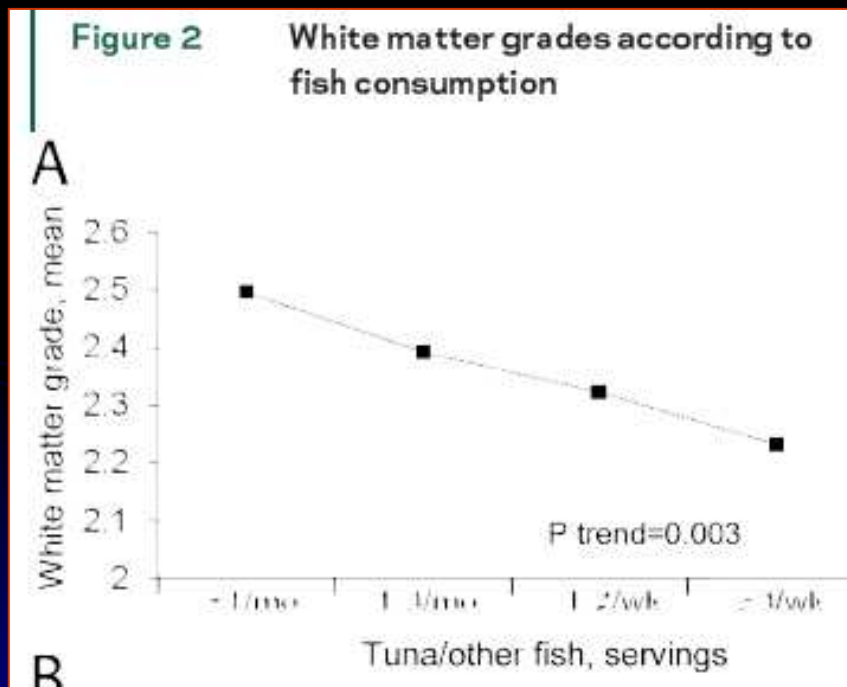 Figure 2 White matter grades according to
fish consumption
A
White matter grade, mean
2.6
2.5
2.4
2.3
2.2
2.1
2
P trend=0.003
Tuna/other fish, servings
B